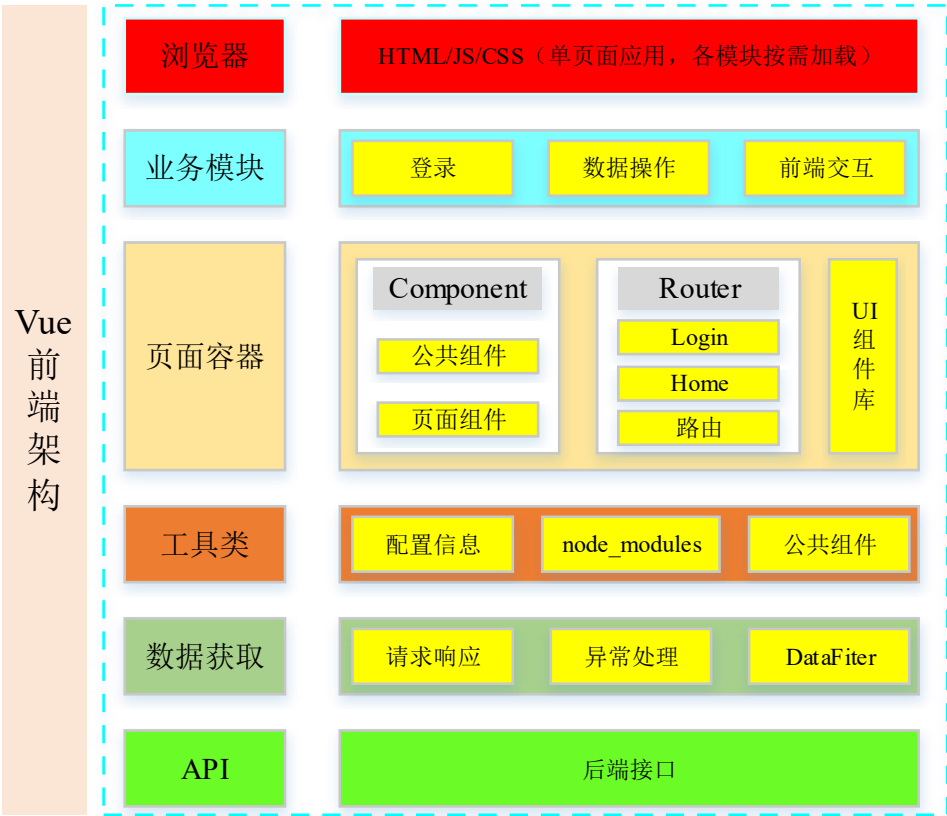 Vue
前
端
架
构
浏览器
HTML/JS/CSS（单页面应用，各模块按需加载）
业务模块
登录
数据操作
前端交互
页面容器
Component
公共组件
页面组件
Router
Login
Home
路由
UI
组
件
库
工具类
配置信息
node_modules
公共组件
数据获取
请求响应
异常处理
DataFiter
API
后端接口